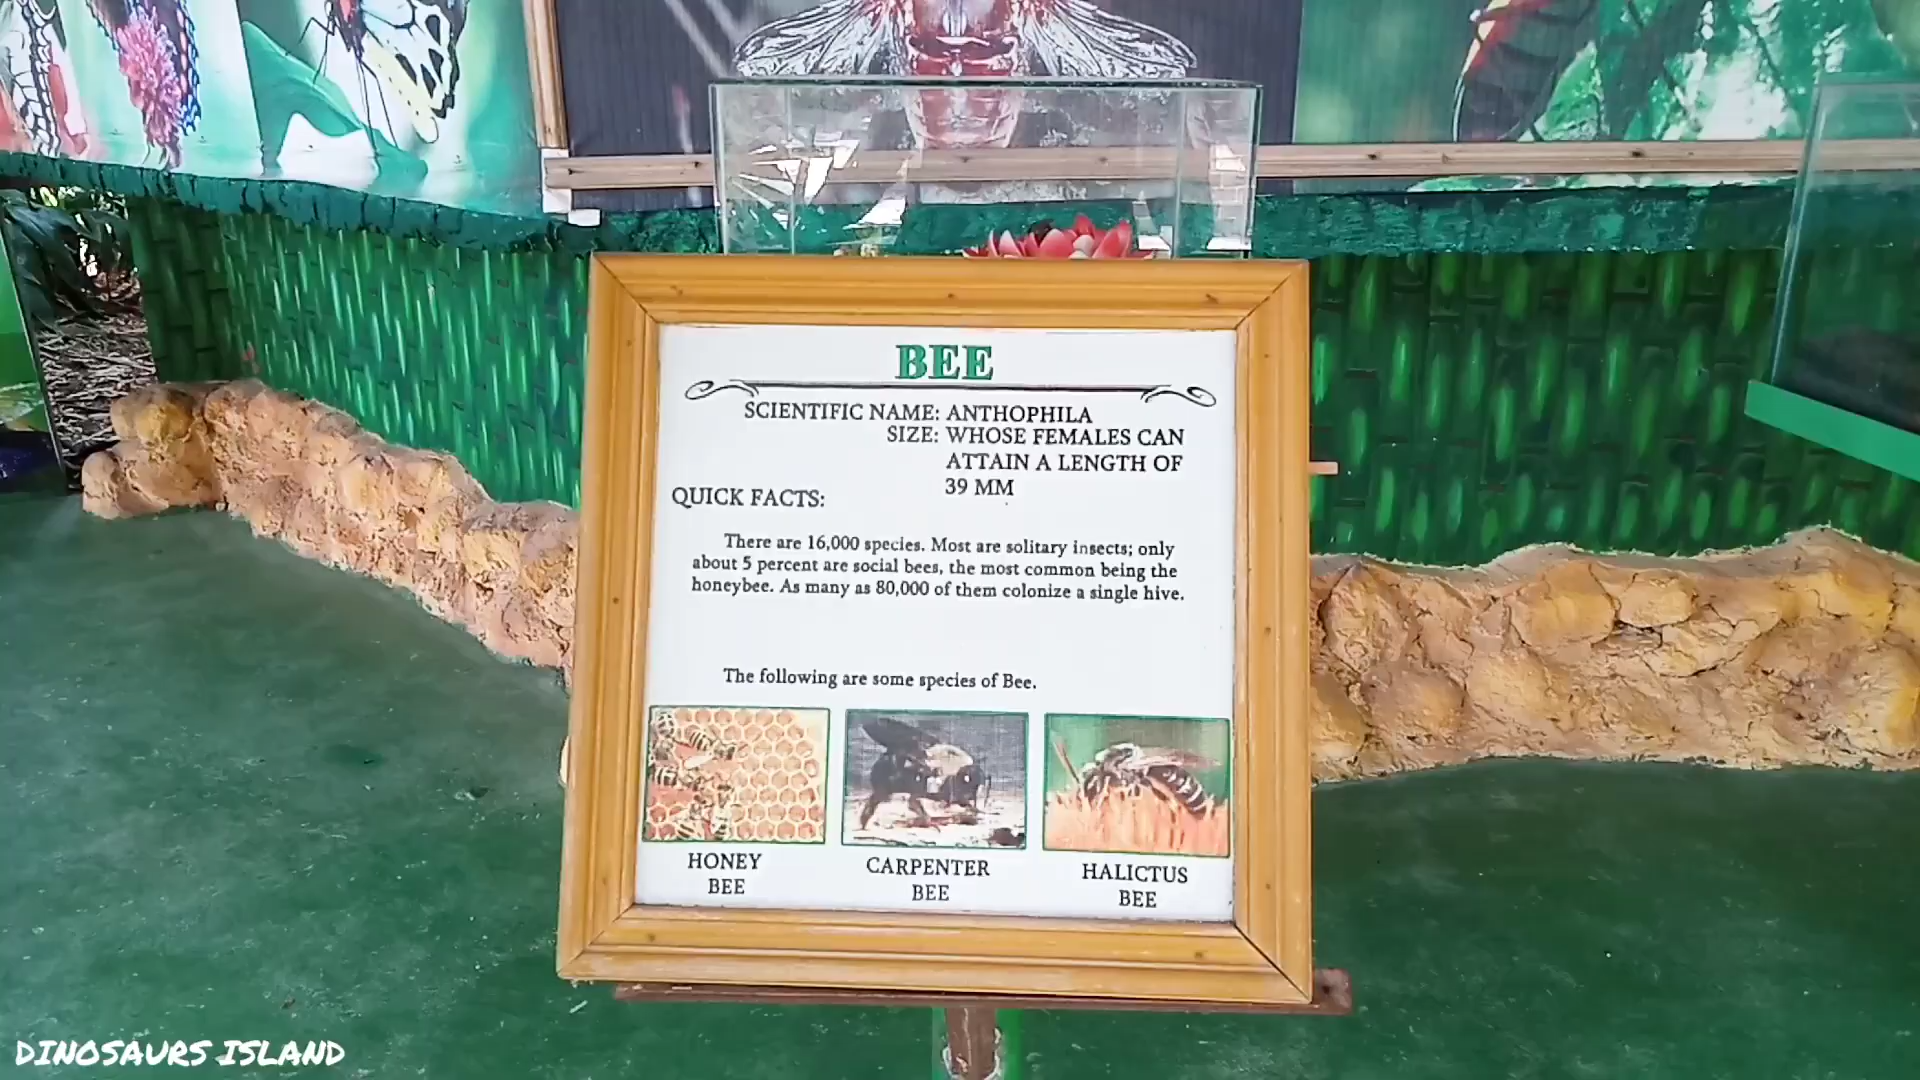 BEE
SCIENTIFIC NAME: ANTHOPHILA
SIZE: WHOSE FEMALES CAN
ATTAIN A LENGTH OF
39 MM
QUICK FACTS:
There are 16,000 species. Most are solitary insects; only
about 5 percent are social bees, the most common being the
honeybee. As many as 80,000 of them colonize a single hive.
The following are some species of Bee.
HONEY
BEE
CARPENTER
BEE
HALICTUS
BEE
DINOSAURS ISLAND